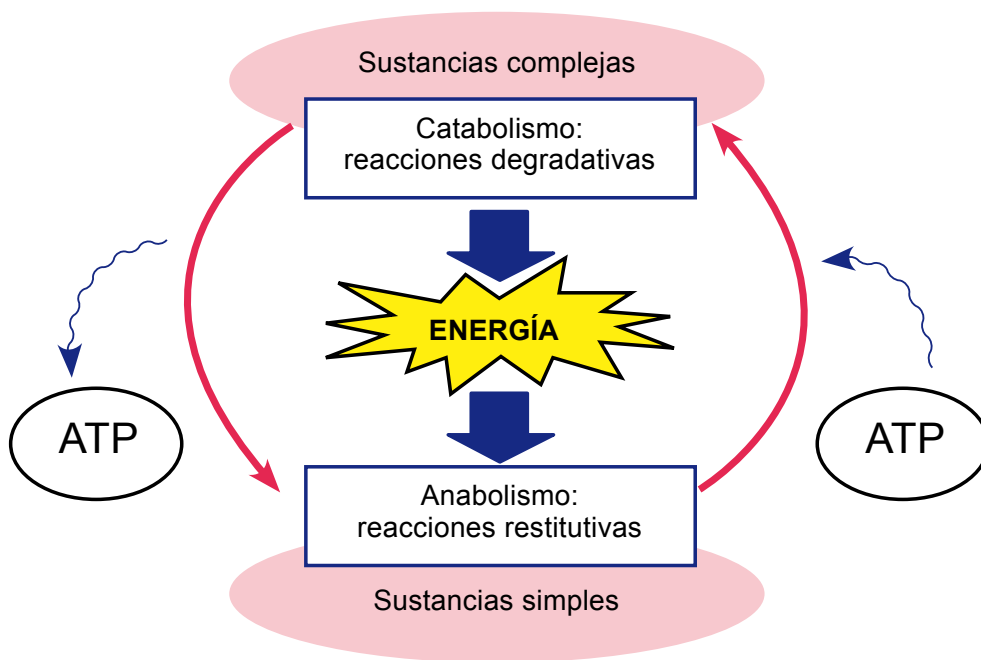 Sustancias complejas
Catabolismo:
reacciones degradativas
ENERGÍA
ATP
ATP
Anabolismo:
reacciones restitutivas
Sustancias simples